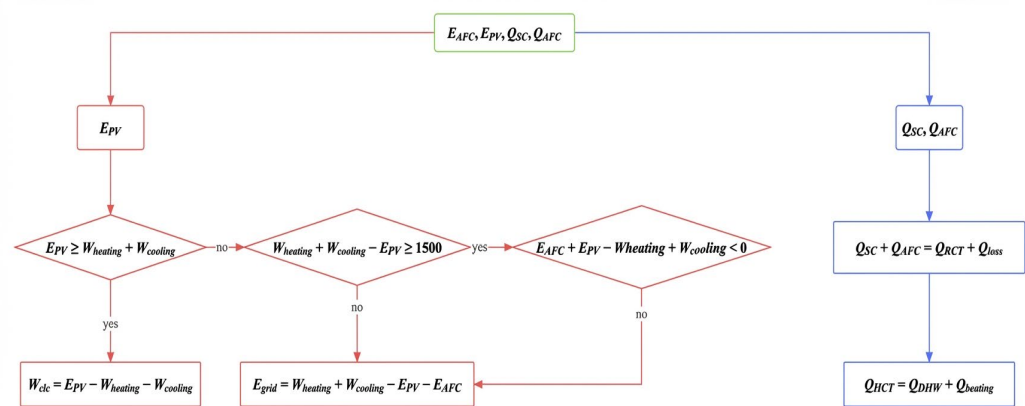 E_AFC, E_PV, Q_SC, Q_AFC
E_PV
Q_SC, Q_AFC
E_PV ≥ W_heating + W_cooling
no
W_heating + W_cooling − E_PV ≥ 1500
yes
E_AFC + E_PV − Wheating + W_cooling < 0
Q_SC + Q_AFC = Q_RCT + Q_loss
yes
no
no
W_clc = E_PV − W_heating − W_cooling
E_grid = W_heating + W_cooling − E_PV − E_AFC
Q_HCT = Q_DHW + Q_beating